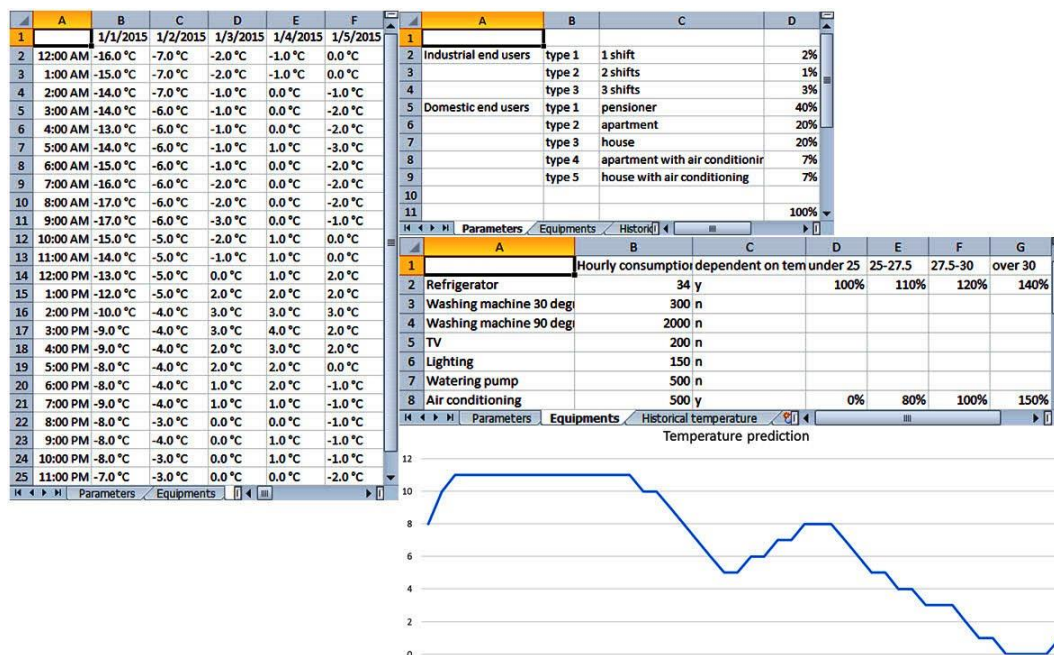 A B C D E F
1 1/1/2015 1/2/2015 1/3/2015 1/4/2015 1/5/2015
2 12:00 AM -16.0 °C -7.0 °C -2.0 °C -1.0 °C 0.0 °C
3 1:00 AM -15.0 °C -7.0 °C -2.0 °C -1.0 °C 0.0 °C
4 2:00 AM -14.0 °C -7.0 °C -1.0 °C 0.0 °C -1.0 °C
5 3:00 AM -14.0 °C -6.0 °C -1.0 °C 0.0 °C -2.0 °C
6 4:00 AM -13.0 °C -6.0 °C -1.0 °C 0.0 °C -2.0 °C
7 5:00 AM -14.0 °C -6.0 °C -1.0 °C 1.0 °C -3.0 °C
8 6:00 AM -15.0 °C -6.0 °C -1.0 °C 0.0 °C -2.0 °C
9 7:00 AM -16.0 °C -6.0 °C -2.0 °C 0.0 °C -2.0 °C
10 8:00 AM -17.0 °C -6.0 °C -2.0 °C 0.0 °C -2.0 °C
11 9:00 AM -17.0 °C -6.0 °C -3.0 °C 0.0 °C -1.0 °C
12 10:00 AM -15.0 °C -5.0 °C -2.0 °C 1.0 °C 0.0 °C
13 11:00 AM -14.0 °C -5.0 °C -1.0 °C 1.0 °C 0.0 °C
14 12:00 PM -13.0 °C -5.0 °C 0.0 °C 1.0 °C 2.0 °C
15 1:00 PM -12.0 °C -5.0 °C 2.0 °C 2.0 °C 2.0 °C
16 2:00 PM -10.0 °C -4.0 °C 3.0 °C 3.0 °C 3.0 °C
17 3:00 PM -9.0 °C -4.0 °C 3.0 °C 4.0 °C 2.0 °C
18 4:00 PM -9.0 °C -4.0 °C 2.0 °C 3.0 °C 2.0 °C
19 5:00 PM -8.0 °C -4.0 °C 2.0 °C 2.0 °C 0.0 °C
20 6:00 PM -8.0 °C -4.0 °C 1.0 °C 2.0 °C -1.0 °C
21 7:00 PM -9.0 °C -4.0 °C 1.0 °C 1.0 °C -1.0 °C
22 8:00 PM -8.0 °C -3.0 °C 0.0 °C 0.0 °C -1.0 °C
23 9:00 PM -8.0 °C -4.0 °C 0.0 °C 1.0 °C -1.0 °C
24 10:00 PM -8.0 °C -3.0 °C 0.0 °C 1.0 °C -1.0 °C
25 11:00 PM -7.0 °C -3.0 °C 0.0 °C 0.0 °C -2.0 °C
Parameters Equipments
A B C D
1
2 Industrial end users type 1 1 shift 2%
3 type 2 2 shifts 1%
4 type 3 3 shifts 3%
5 Domestic end users type 1 pensioner 40%
6 type 2 apartment 20%
7 type 3 house 20%
8 type 4 apartment with air conditionin 7%
9 type 5 house with air conditioning 7%
10
11 100%
Parameters Equipments Histori
A B C D E F G
1 Hourly consumption dependent on tem under 25 25-27.5 27.5-30 over 30
2 Refrigerator 34 y 100% 110% 120% 140%
3 Washing machine 30 degr 300 n
4 Washing machine 90 degr 2000 n
5 TV 200 n
6 Lighting 150 n
7 Watering pump 500 n
8 Air conditioning 500 y 0% 80% 100% 150%
Parameters Equipments Historical temperature
Temperature prediction
12
10
8
6
4
2
0